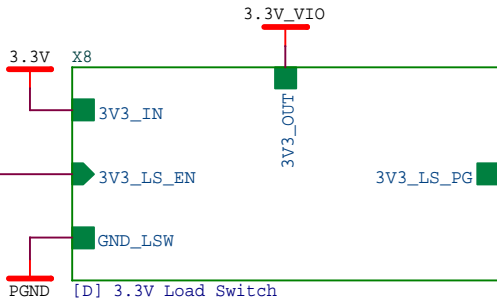 3.3V_VIO
3.3V
X8
3V3_IN
3V3_OUT
3V3_LS_EN
3V3_LS_PG
GND_LSW
PGND
[D] 3.3V Load Switch